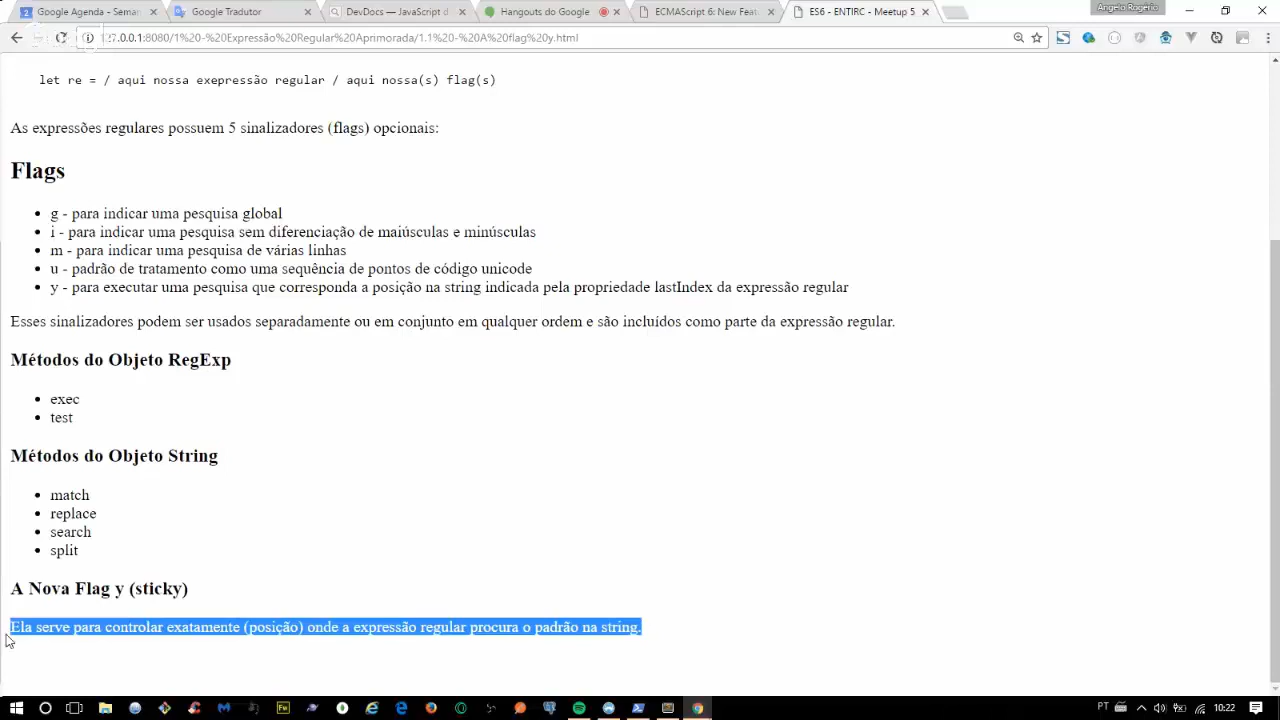 Google Agenda - Seman
Google Tradutor
DevDocs — JavaScript d
Hangouts do Google
ECMAScript 6: New Feat
ES6 - ENTIRC - Meetup 5
Angelo Rogério
27.0.0.1:8080/1%20-%20Expressão%20Regular%20Aprimorada/1.1%20-%20A%20flag%20y.html
let re = / aqui nossa exepressão regular / aqui nossa(s) flag(s)
As expressões regulares possuem 5 sinalizadores (flags) opcionais:
Flags
• g - para indicar uma pesquisa global
• i - para indicar uma pesquisa sem diferenciação de maiúsculas e minúsculas
• m - para indicar uma pesquisa de várias linhas
• u - padrão de tratamento como uma sequência de pontos de código unicode
• y - para executar uma pesquisa que corresponda a posição na string indicada pela propriedade lastIndex da expressão regular
Esses sinalizadores podem ser usados separadamente ou em conjunto em qualquer ordem e são incluídos como parte da expressão regular.
Métodos do Objeto RegExp
• exec
• test
Métodos do Objeto String
• match
• replace
• search
• split
A Nova Flag y (sticky)
Ela serve para controlar exatamente (posição) onde a expressão regular procura o padrão na string.
PT
10:22